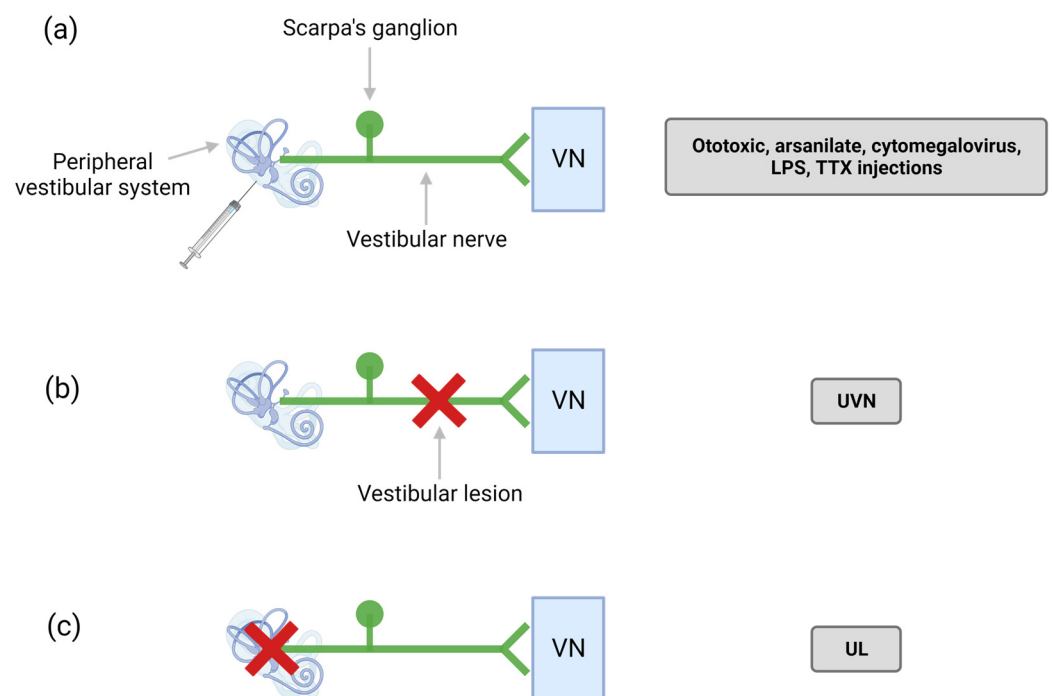 (a)
Scarpa's ganglion
Peripheral
vestibular system
VN
Ototoxic, arsanilate, cytomegalovirus,
LPS, TTX injections
Vestibular nerve
(b)
VN
UVN
Vestibular lesion
(c)
VN
UL